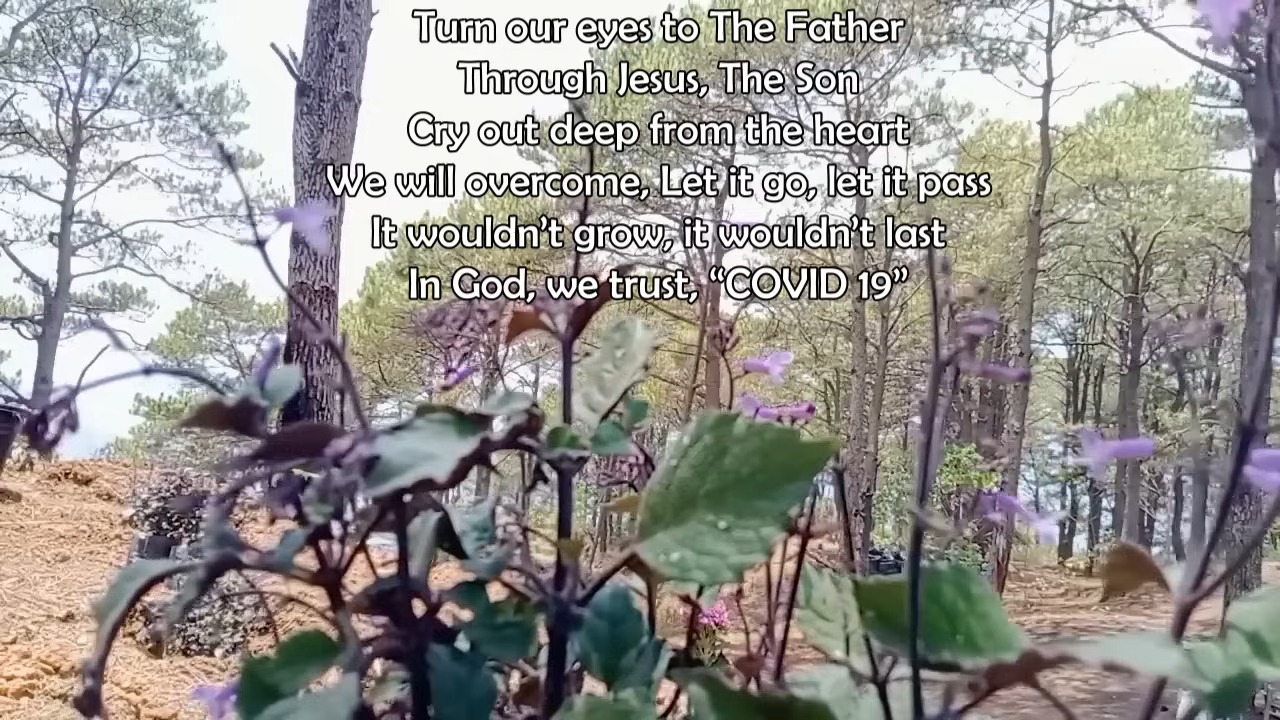 Turn our eyes to The Father
Through Jesus, The Son
Cry out deep from the heart
We will overcome, Let it go, let it pass
It wouldn't grow, it wouldn't last
In God, we trust, “COVID 19”